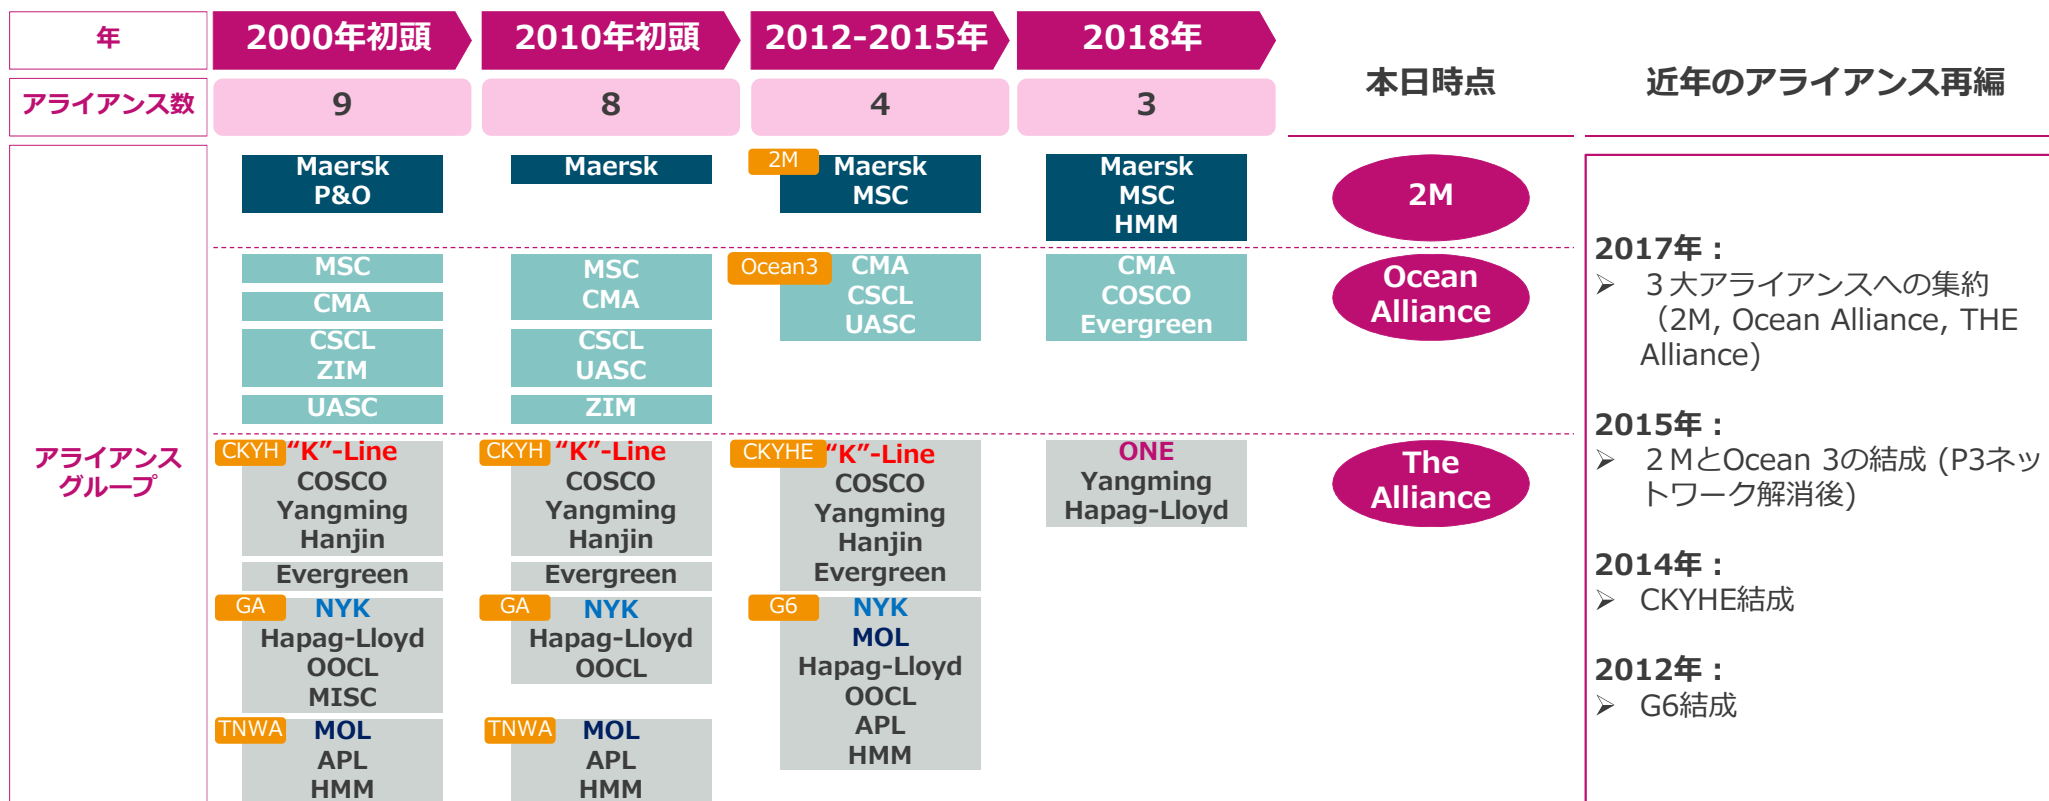 年
2000年初頭
2010年初頭
2012-2015年
2018年
本日時点
近年のアライアンス再編
アライアンス数
9
8
4
3
アライアンス
グループ
Maersk
P&O
MSC
CMA
CSCL
ZIM
UASC
CKYH
“K”-Line
COSCO
Yangming
Hanjin
Evergreen
GA
NYK
Hapag-Lloyd
OOCL
MISC
TNWA
MOL
APL
HMM
Maersk
MSC
CMA
CSCL
UASC
ZIM
CKYH
“K”-Line
COSCO
Yangming
Hanjin
Evergreen
GA
NYK
Hapag-Lloyd
OOCL
TNWA
MOL
APL
HMM
2M
Maersk
MSC
Ocean3
CMA
CSCL
UASC
CKYHE
“K”-Line
COSCO
Yangming
Hanjin
Evergreen
G6
NYK
MOL
Hapag-Lloyd
OOCL
APL
HMM
Maersk
MSC
HMM
CMA
COSCO
Evergreen
ONE
Yangming
Hapag-Lloyd
2M
Ocean
Alliance
The
Alliance
2017年：
➢ ３大アライアンスへの集約
（2M, Ocean Alliance, THE
Alliance)
2015年：
➢ ２MとOcean 3の結成 (P3ネッ
トワーク解消後)
2014年：
➢ CKYHE結成
2012年：
➢ G6結成